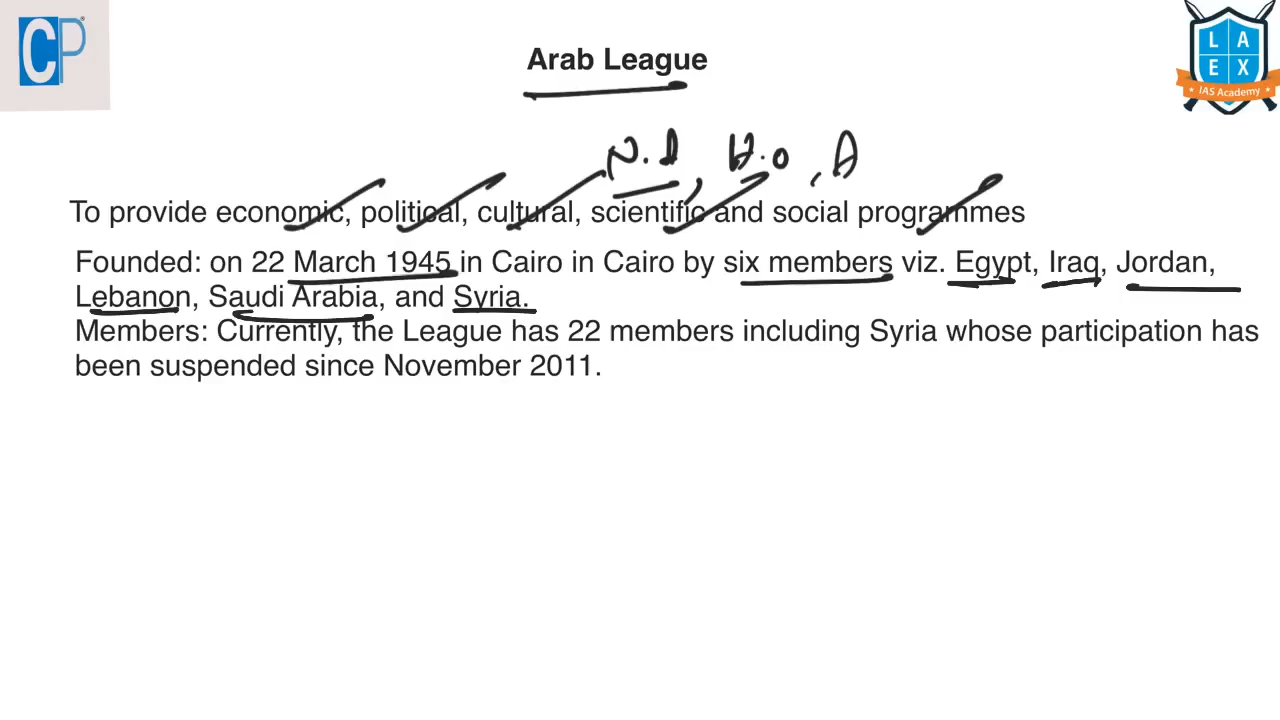 CP
Arab League
L A
E X
IAS Academy
N.A, H.O, A
To provide economic, political, cultural, scientific and social programmes
Founded: on 22 March 1945 in Cairo in Cairo by six members viz. Egypt, Iraq, Jordan,
Lebanon, Saudi Arabia, and Syria.
Members: Currently, the League has 22 members including Syria whose participation has
been suspended since November 2011.